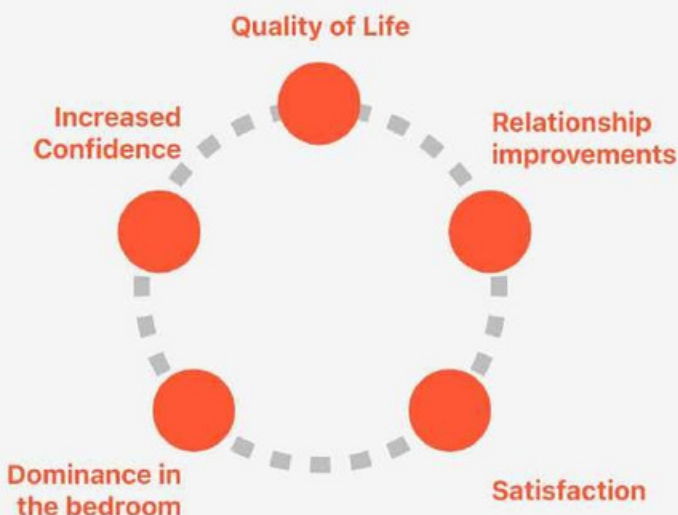 Quality of Life
Increased
Confidence
Relationship
improvements
Dominance in
the bedroom
Satisfaction